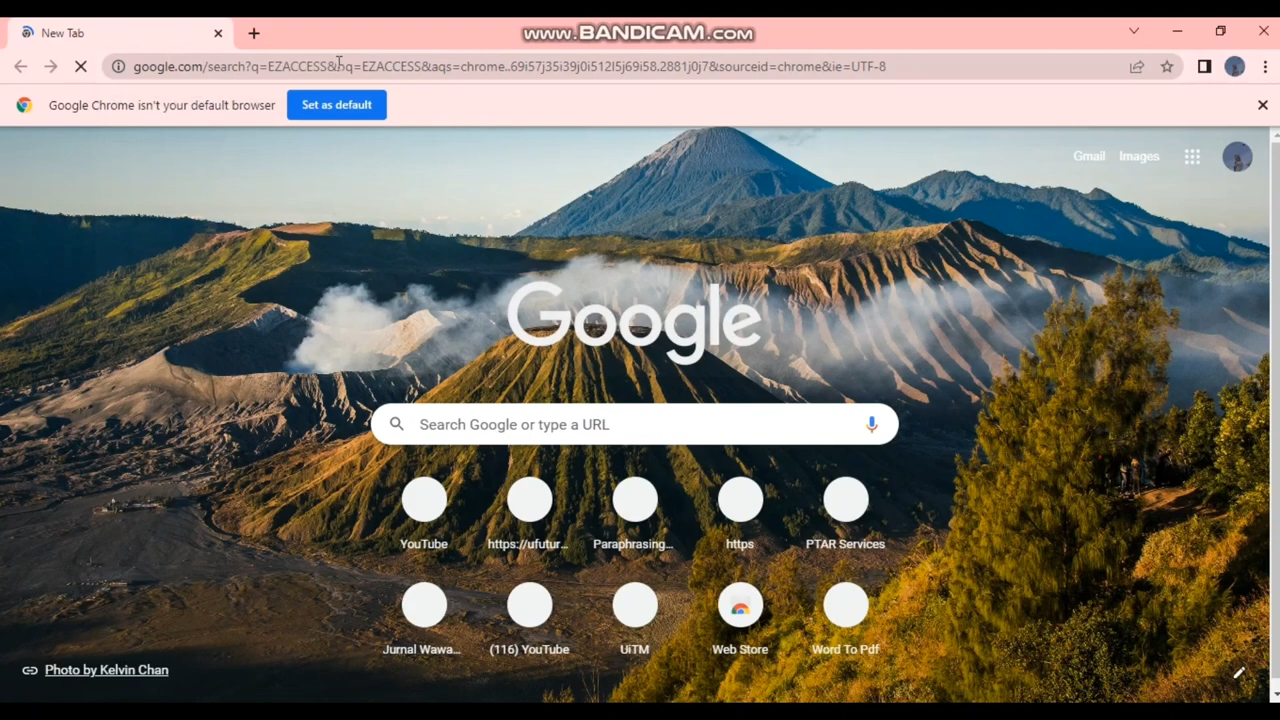 www.BANDICAM.com
New Tab
google.com/search?q=EZACCESS&oq=EZACCESS&aqs=chrome..69i57j35i39j0i512l5j69i58.2881j0j7&sourceid=chrome&ie=UTF-8
Google Chrome isn't your default browser
Set as default
Gmail
Images
Google
Search Google or type a URL
YouTube
https://ufutur...
Paraphrasing...
https
PTAR Services
Jurnal Wawa...
(116) YouTube
UiTM
Web Store
Word To Pdf
Photo by Kelvin Chan